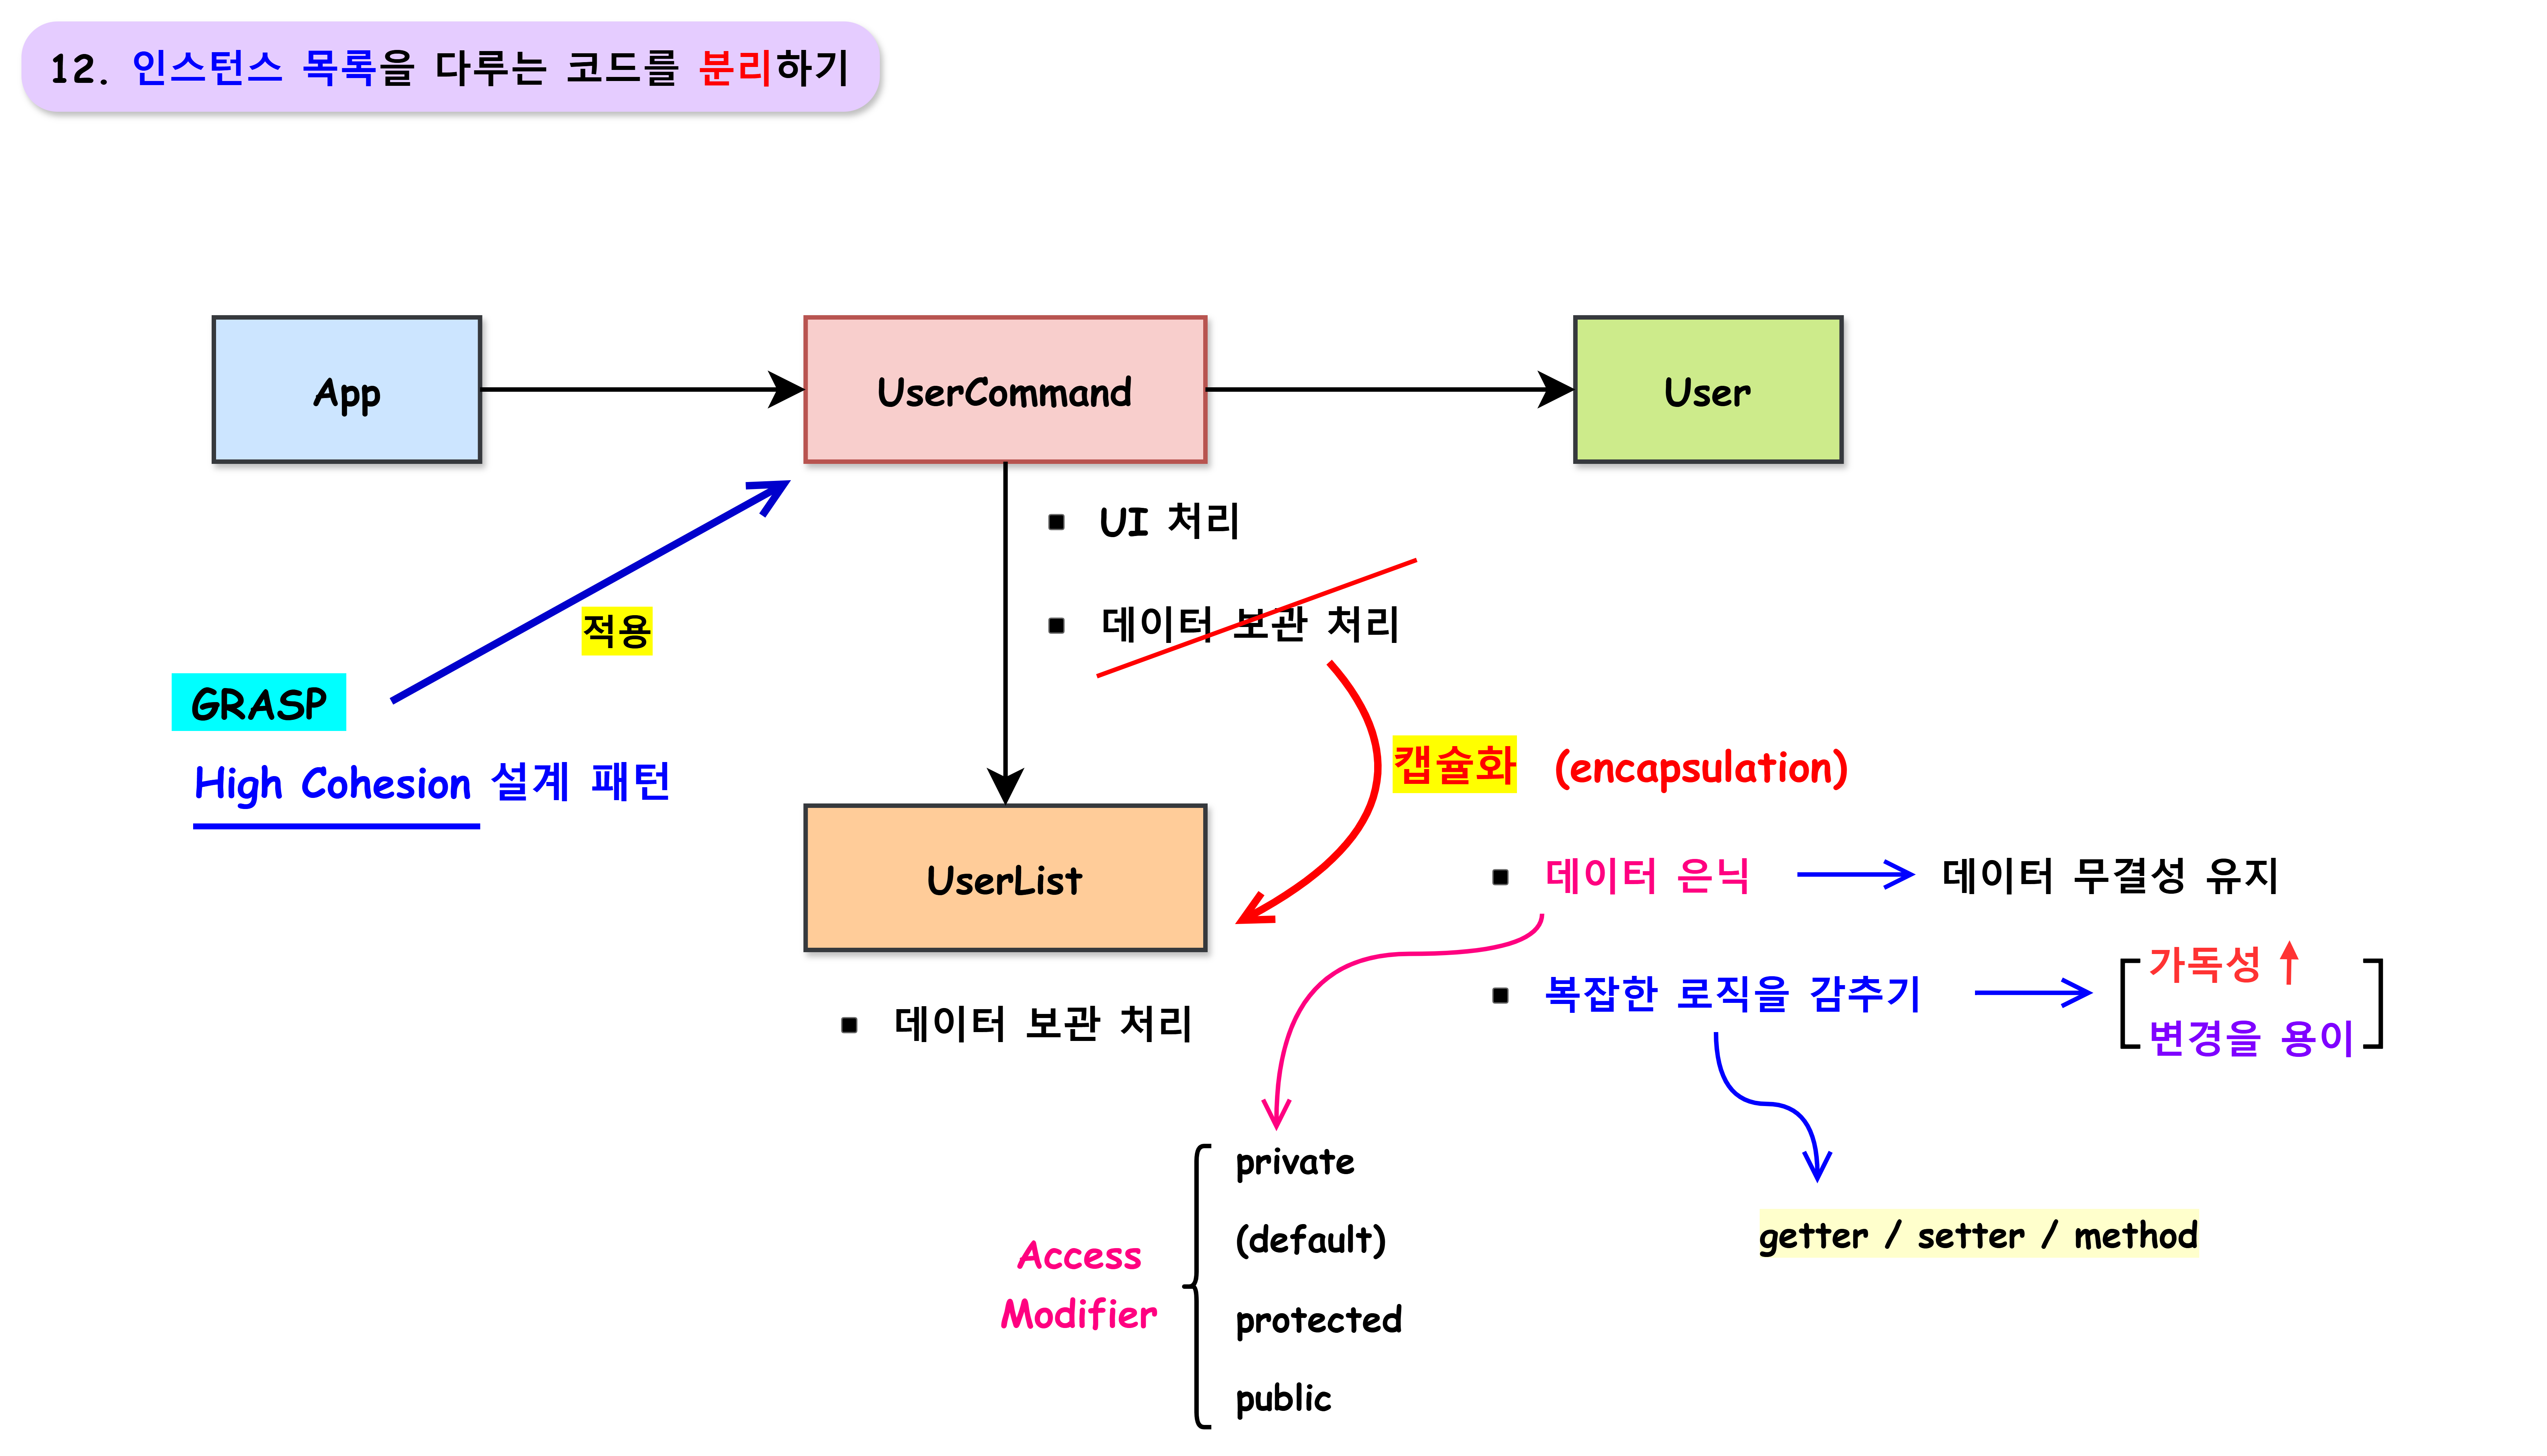 12. 인스턴스 목록을 다루는 코드를 분리하기
App
UserCommand
User
UI 처리
데이터 보관 처리
적용
GRASP
High Cohesion 설계 패턴
캡슐화 (encapsulation)
UserList
데이터 은닉
데이터 무결성 유지
복잡한 로직을 감추기
가독성
변경을 용이
데이터 보관 처리
Access
Modifier
private
(default)
protected
public
getter / setter / method